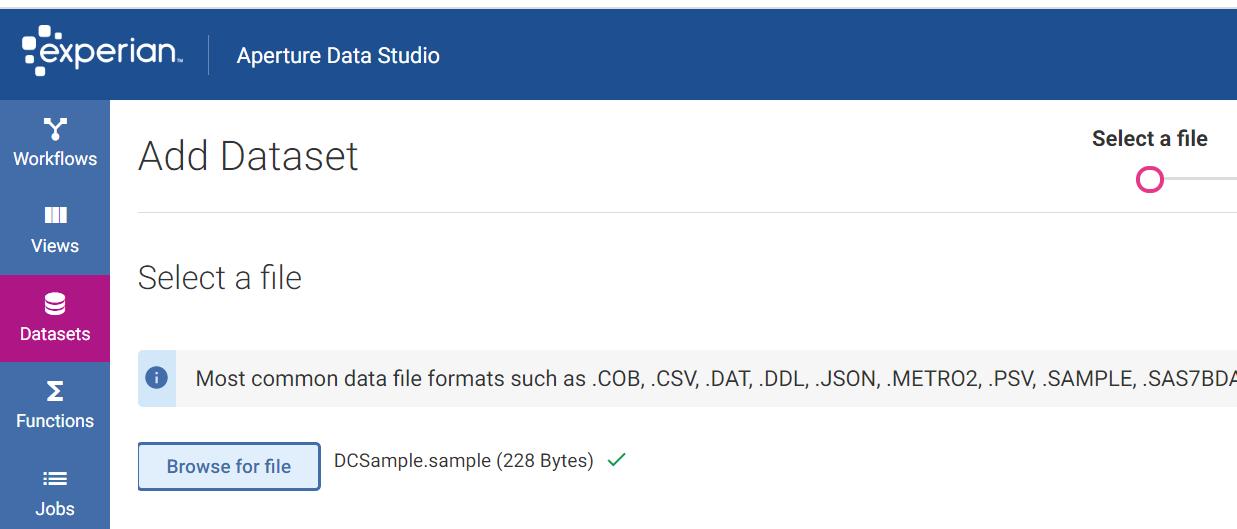 experian™
Aperture Data Studio
Workflows
Views
Datasets
Functions
Jobs
Add Dataset
Select a file
Select a file
Most common data file formats such as .COB, .CSV, .DAT, .DDL, .JSON, .METRO2, .PSV, .SAMPLE, .SAS7BDA
Browse for file
DCSample.sample (228 Bytes)